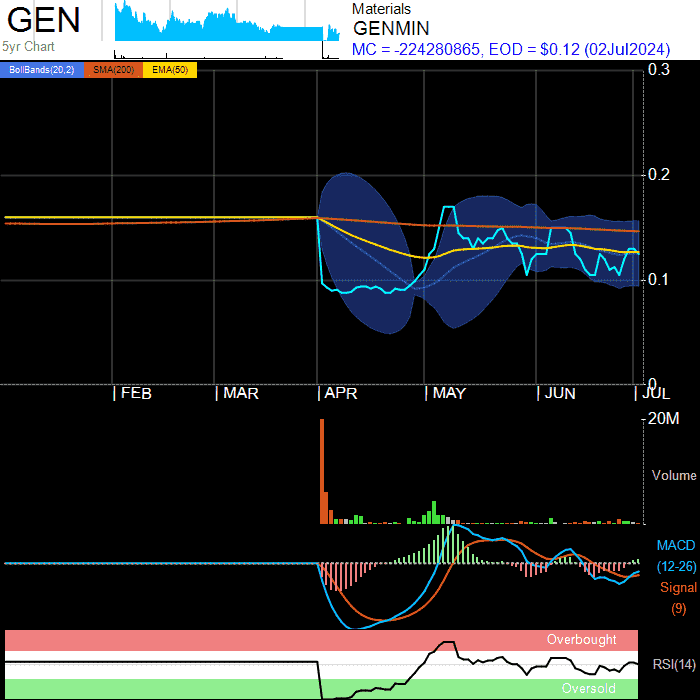 GEN
5yr Chart
Materials
GENMIN
MC = -224280865, EOD = $0.12 (02Jul2024)
BollBands(20,2) SMA(200) EMA(50)
0.3
0.2
0.1
0
FEB MAR APR MAY JUN JUL
20M
Volume
MACD
(12-26)
Signal
(9)
Overbought
RSI(14)
Oversold